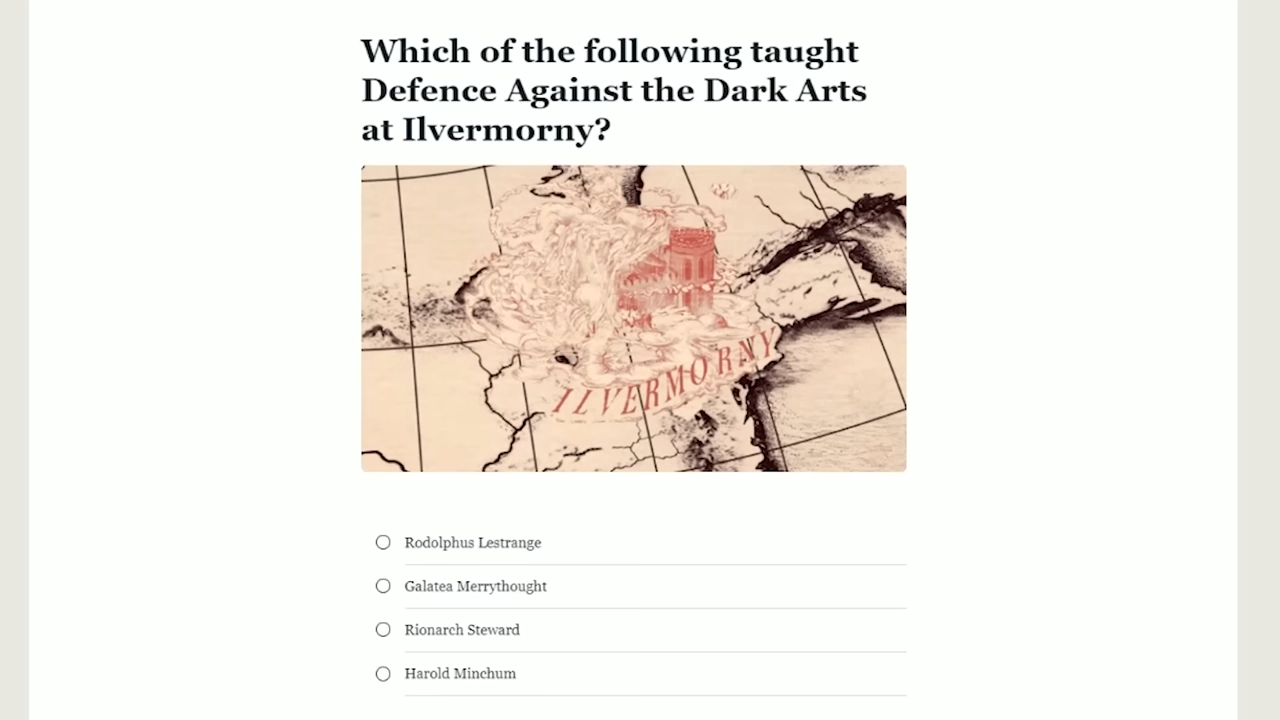 Which of the following taught
Defence Against the Dark Arts
at Ilvermorny?
ILVERMORNY
Rodolphus Lestrange
Galatea Merrythought
Rionarch Steward
Harold Minchum